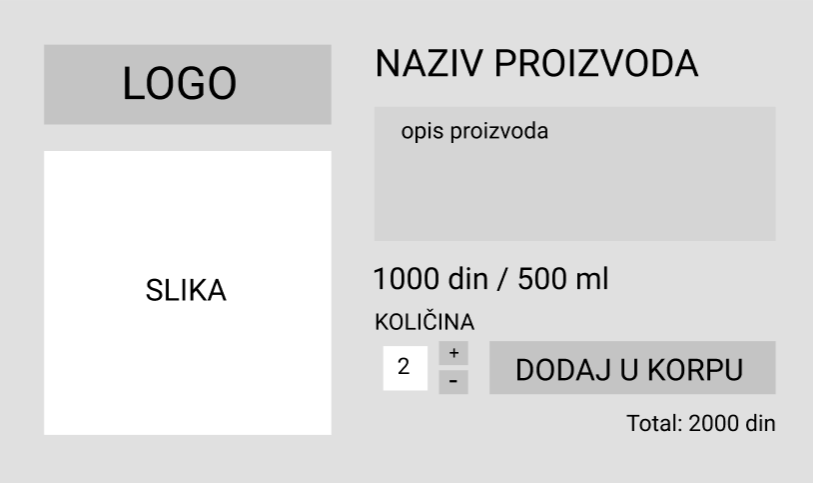 LOGO
SLIKA
NAZIV PROIZVODA
opis proizvoda
1000 din / 500 ml
KOLIČINA
2
+
-
DODAJ U KORPU
Total: 2000 din